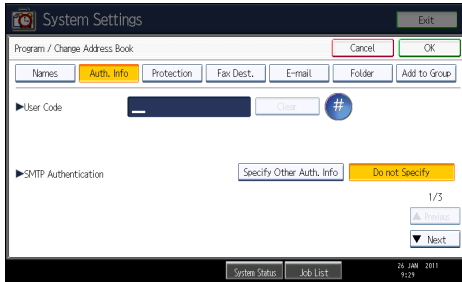 System Settings
Exit
Program / Change Address Book
Cancel
OK
Names
Auth. Info
Protection
Fax Dest.
E-mail
Folder
Add to Group
►User Code
Clear
#
►SMTP Authentication
Specify Other Auth. Info
Do not Specify
1/3
▲ Previous
▼ Next
System Status
Job List
26 JAN 2011
9:29